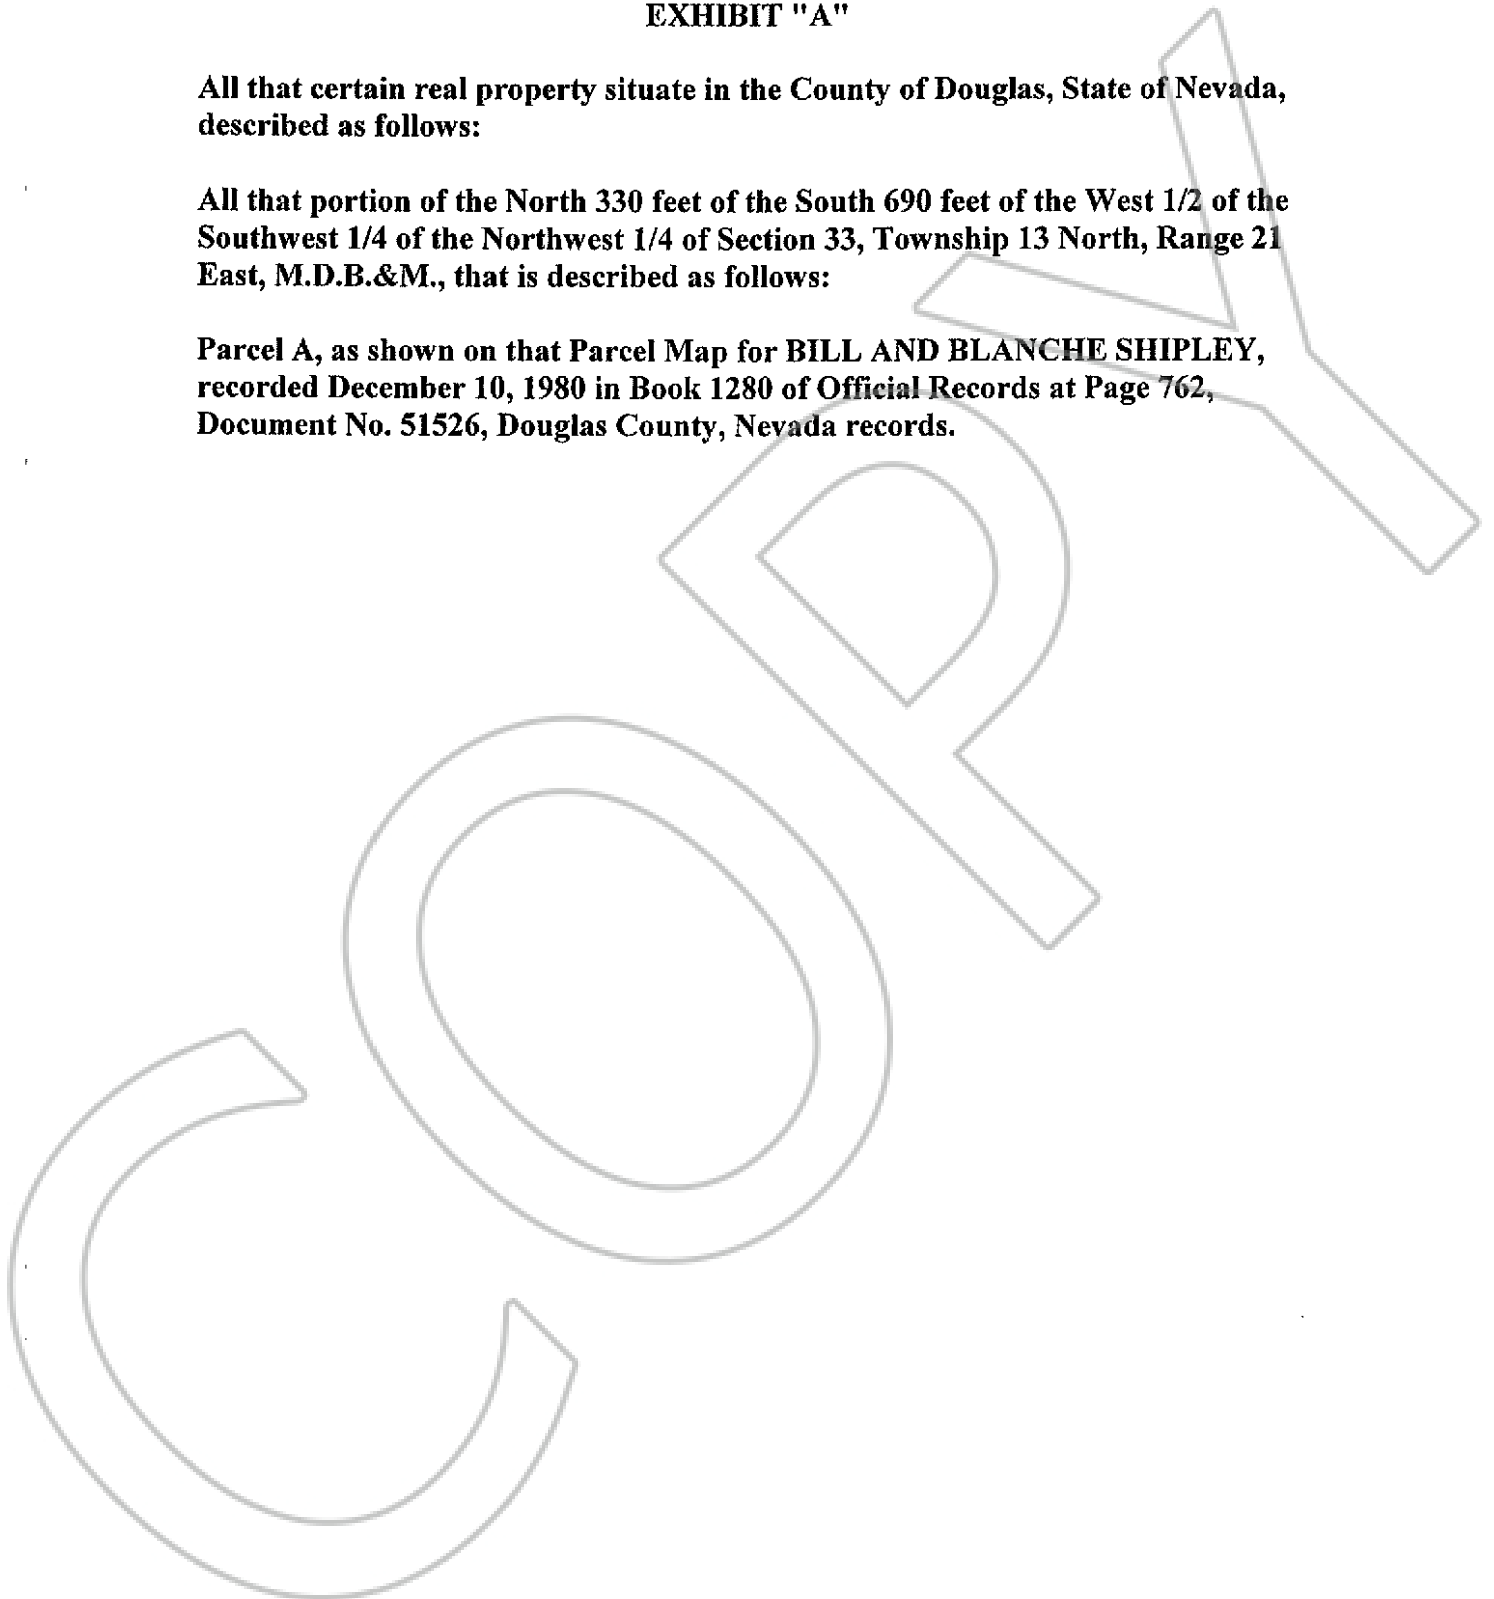 EXHIBIT "A"
All that certain real property situate in the County of Douglas, State of Nevada,
described as follows:
All that portion of the North 330 feet of the South 690 feet of the West 1/2 of the
Southwest 1/4 of the Northwest 1/4 of Section 33, Township 13 North, Range 21
East, M.D.B.&M., that is described as follows:
Parcel A, as shown on that Parcel Map for BILL AND BLANCHE SHIPLEY,
recorded December 10, 1980 in Book 1280 of Official Records at Page 762,
Document No. 51526, Douglas County, Nevada records.
COPY